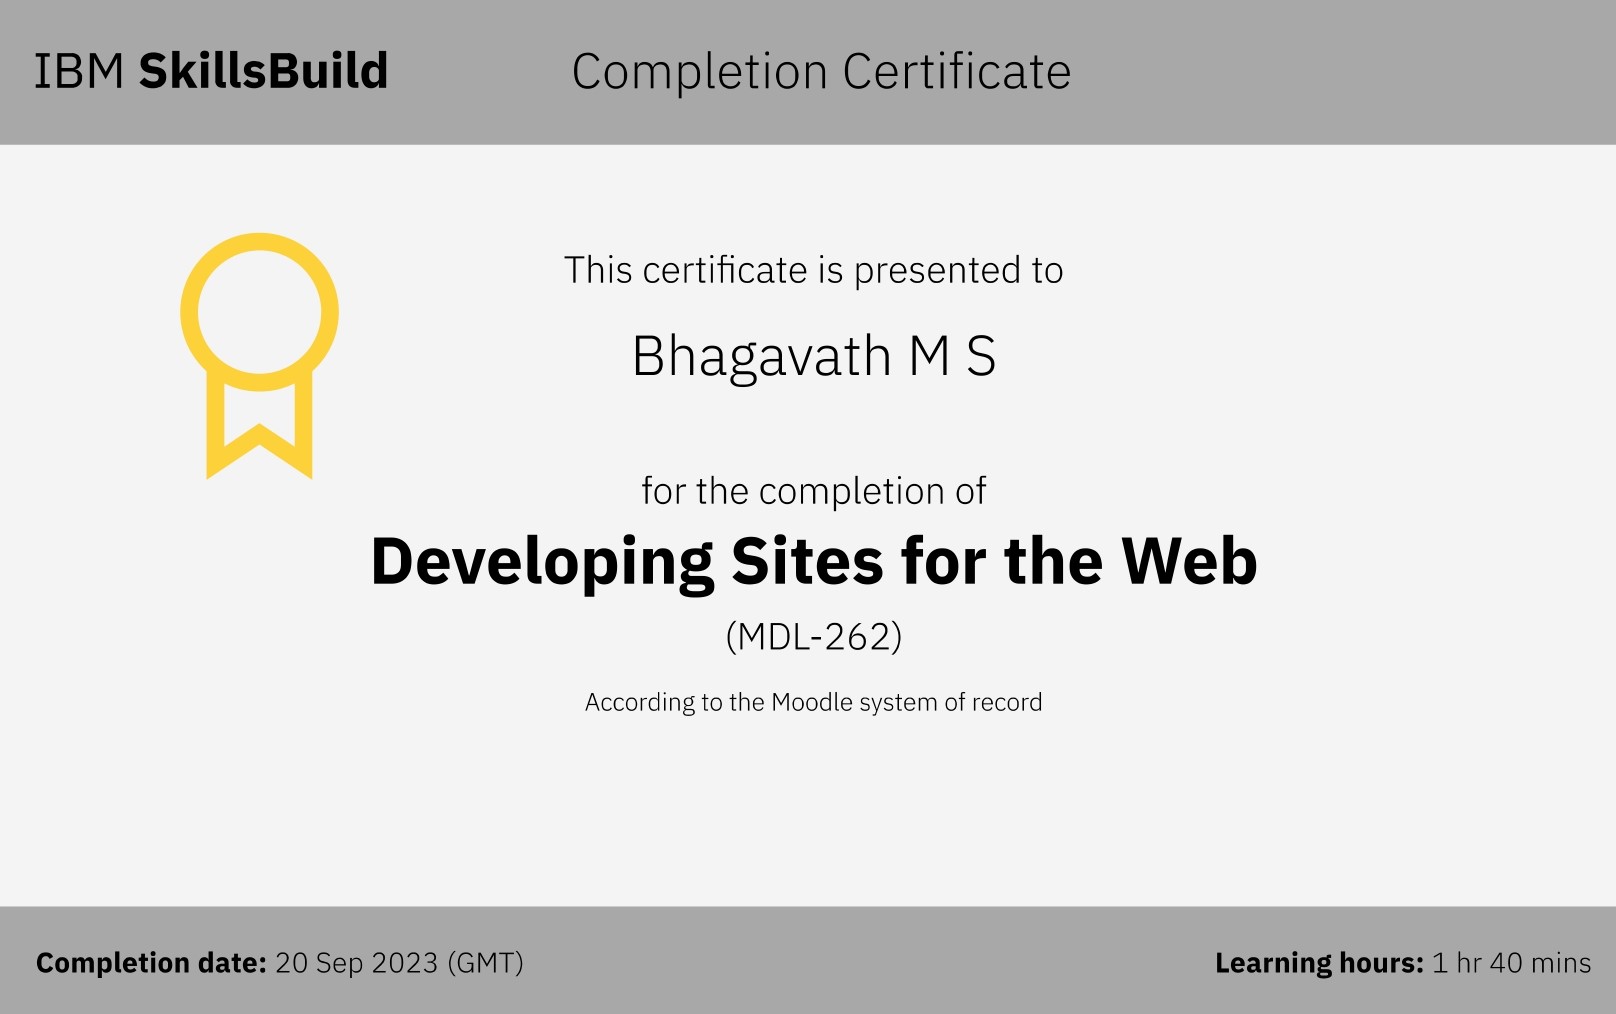 IBM SkillsBuild
Completion Certificate
This certificate is presented to
Bhagavath M S
for the completion of
Developing Sites for the Web
(MDL-262)
According to the Moodle system of record
Completion date: 20 Sep 2023 (GMT)
Learning hours: 1 hr 40 mins